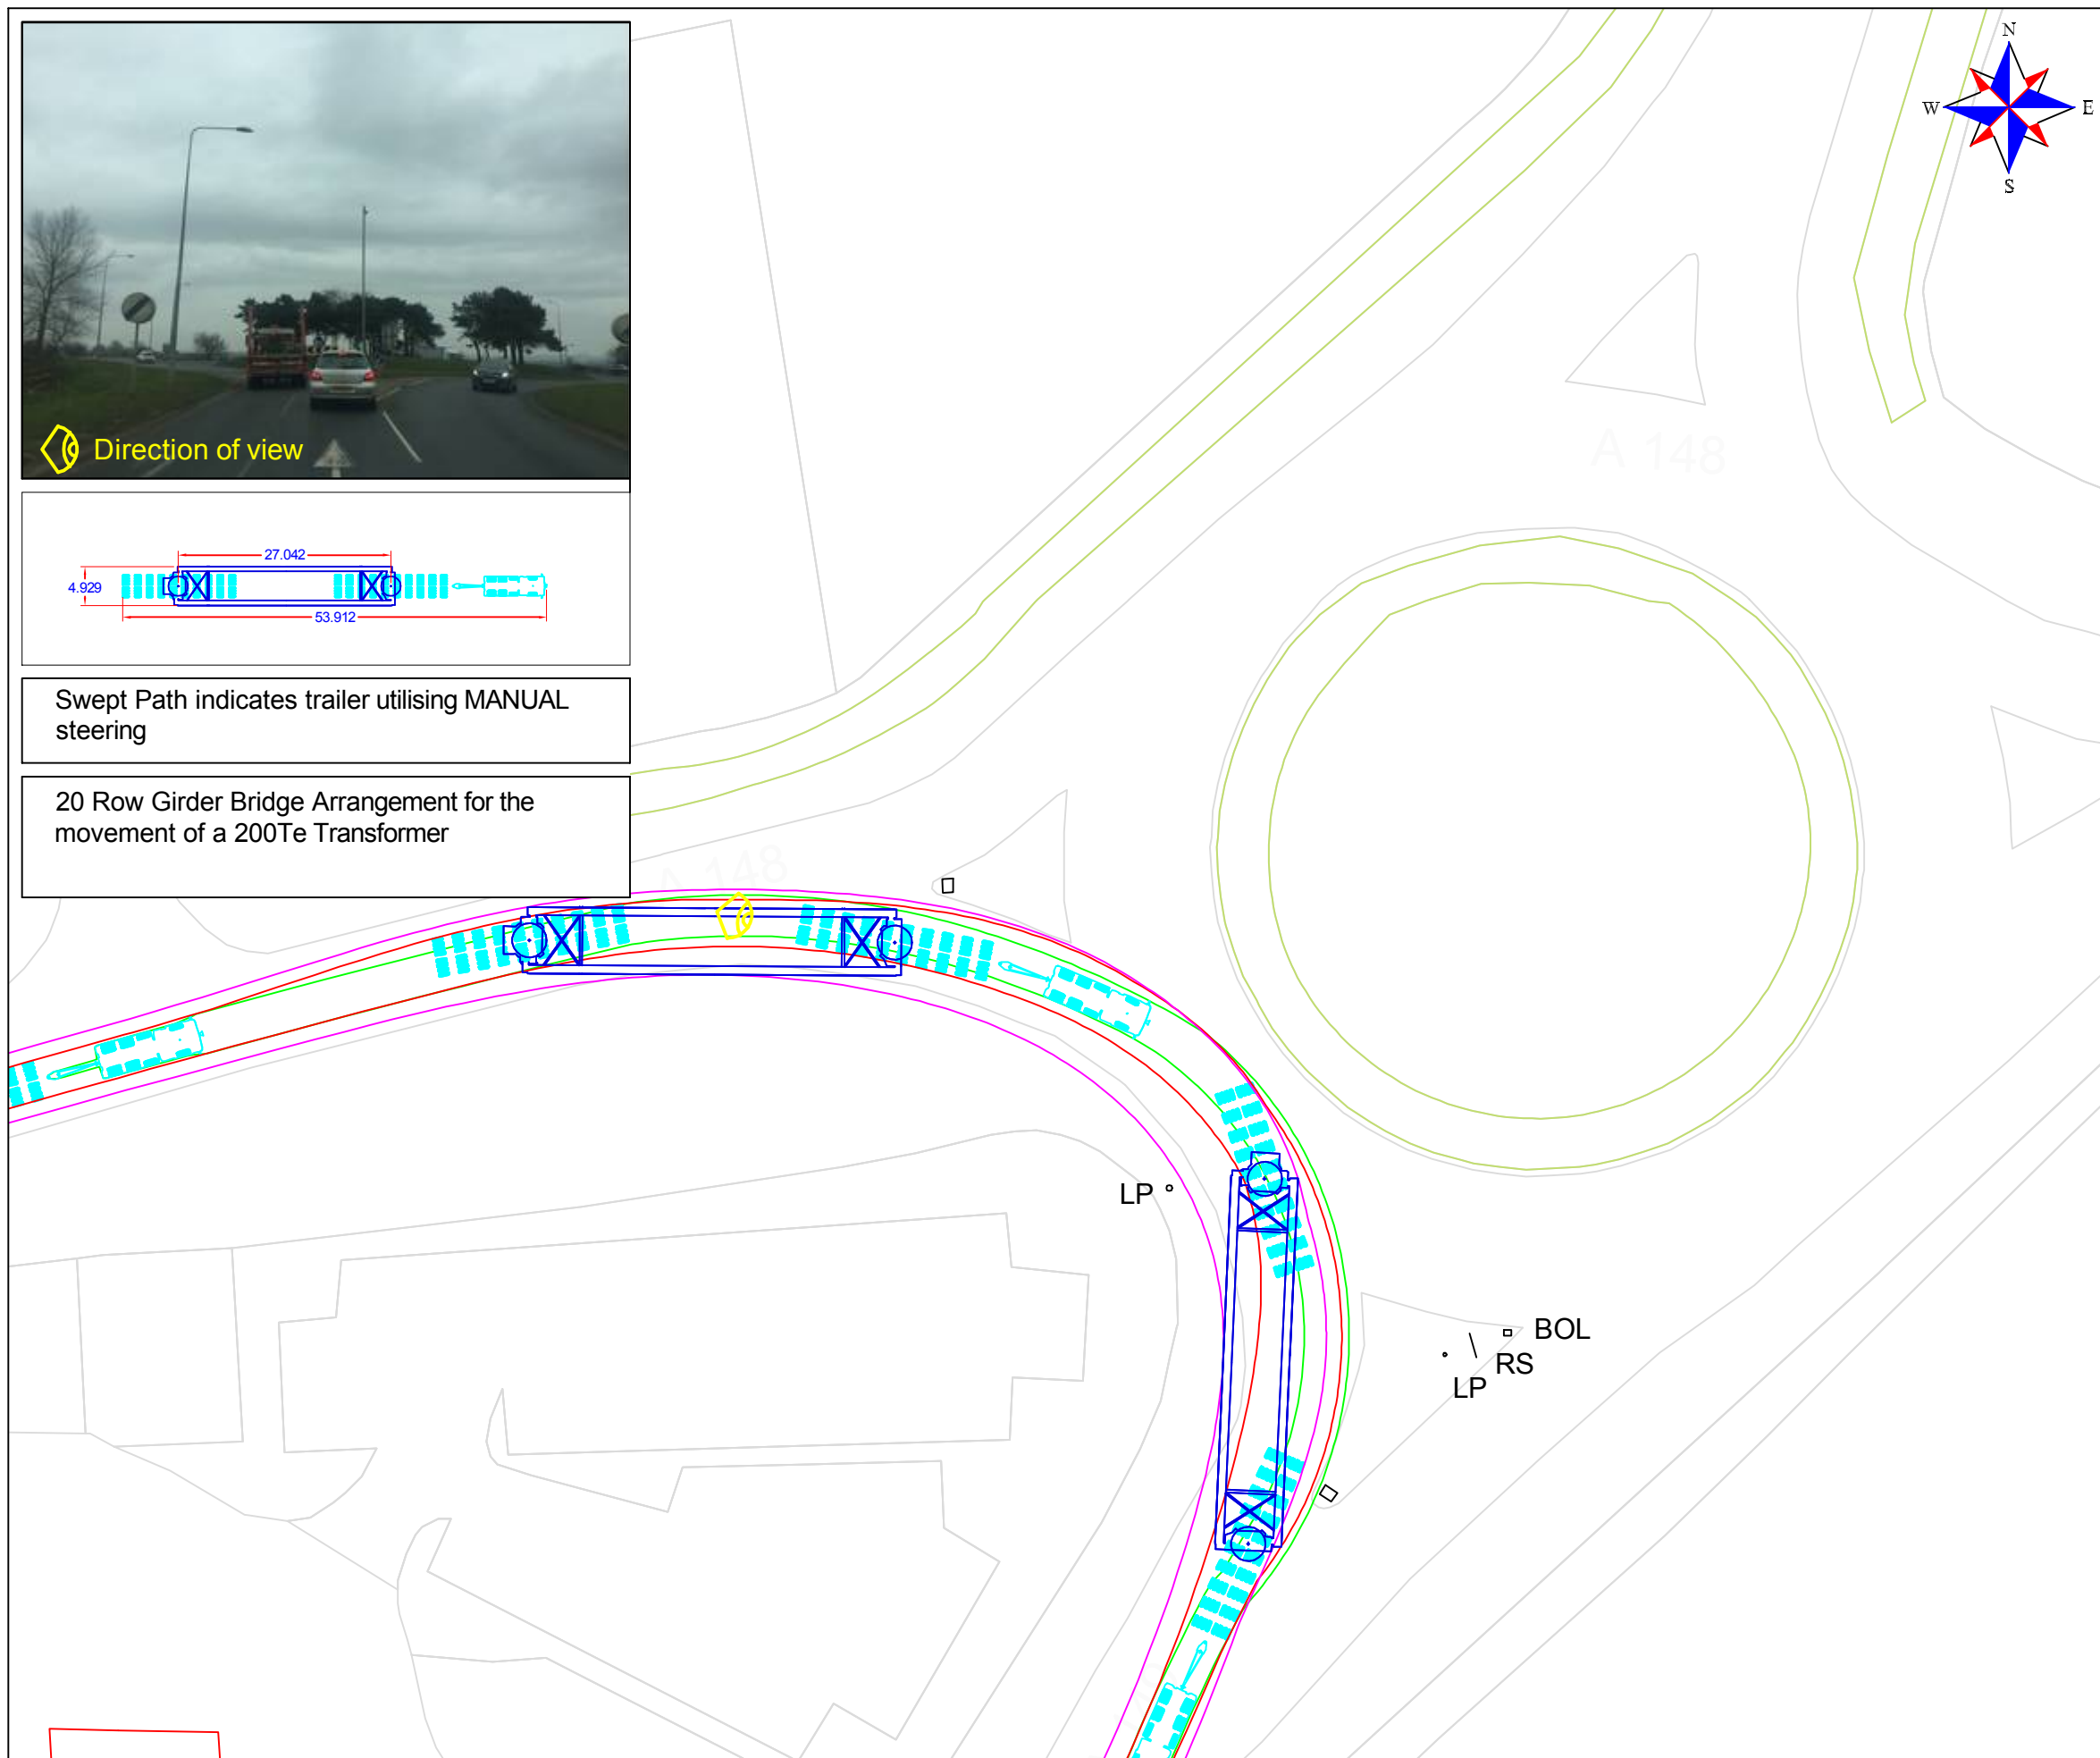 Direction of view
27.042
4.929
53.912
Swept Path indicates trailer utilising MANUAL
steering
20 Row Girder Bridge Arrangement for the
movement of a 200Te Transformer
N
W
E
S
A 148
A 148
LP
BOL
RS
LP